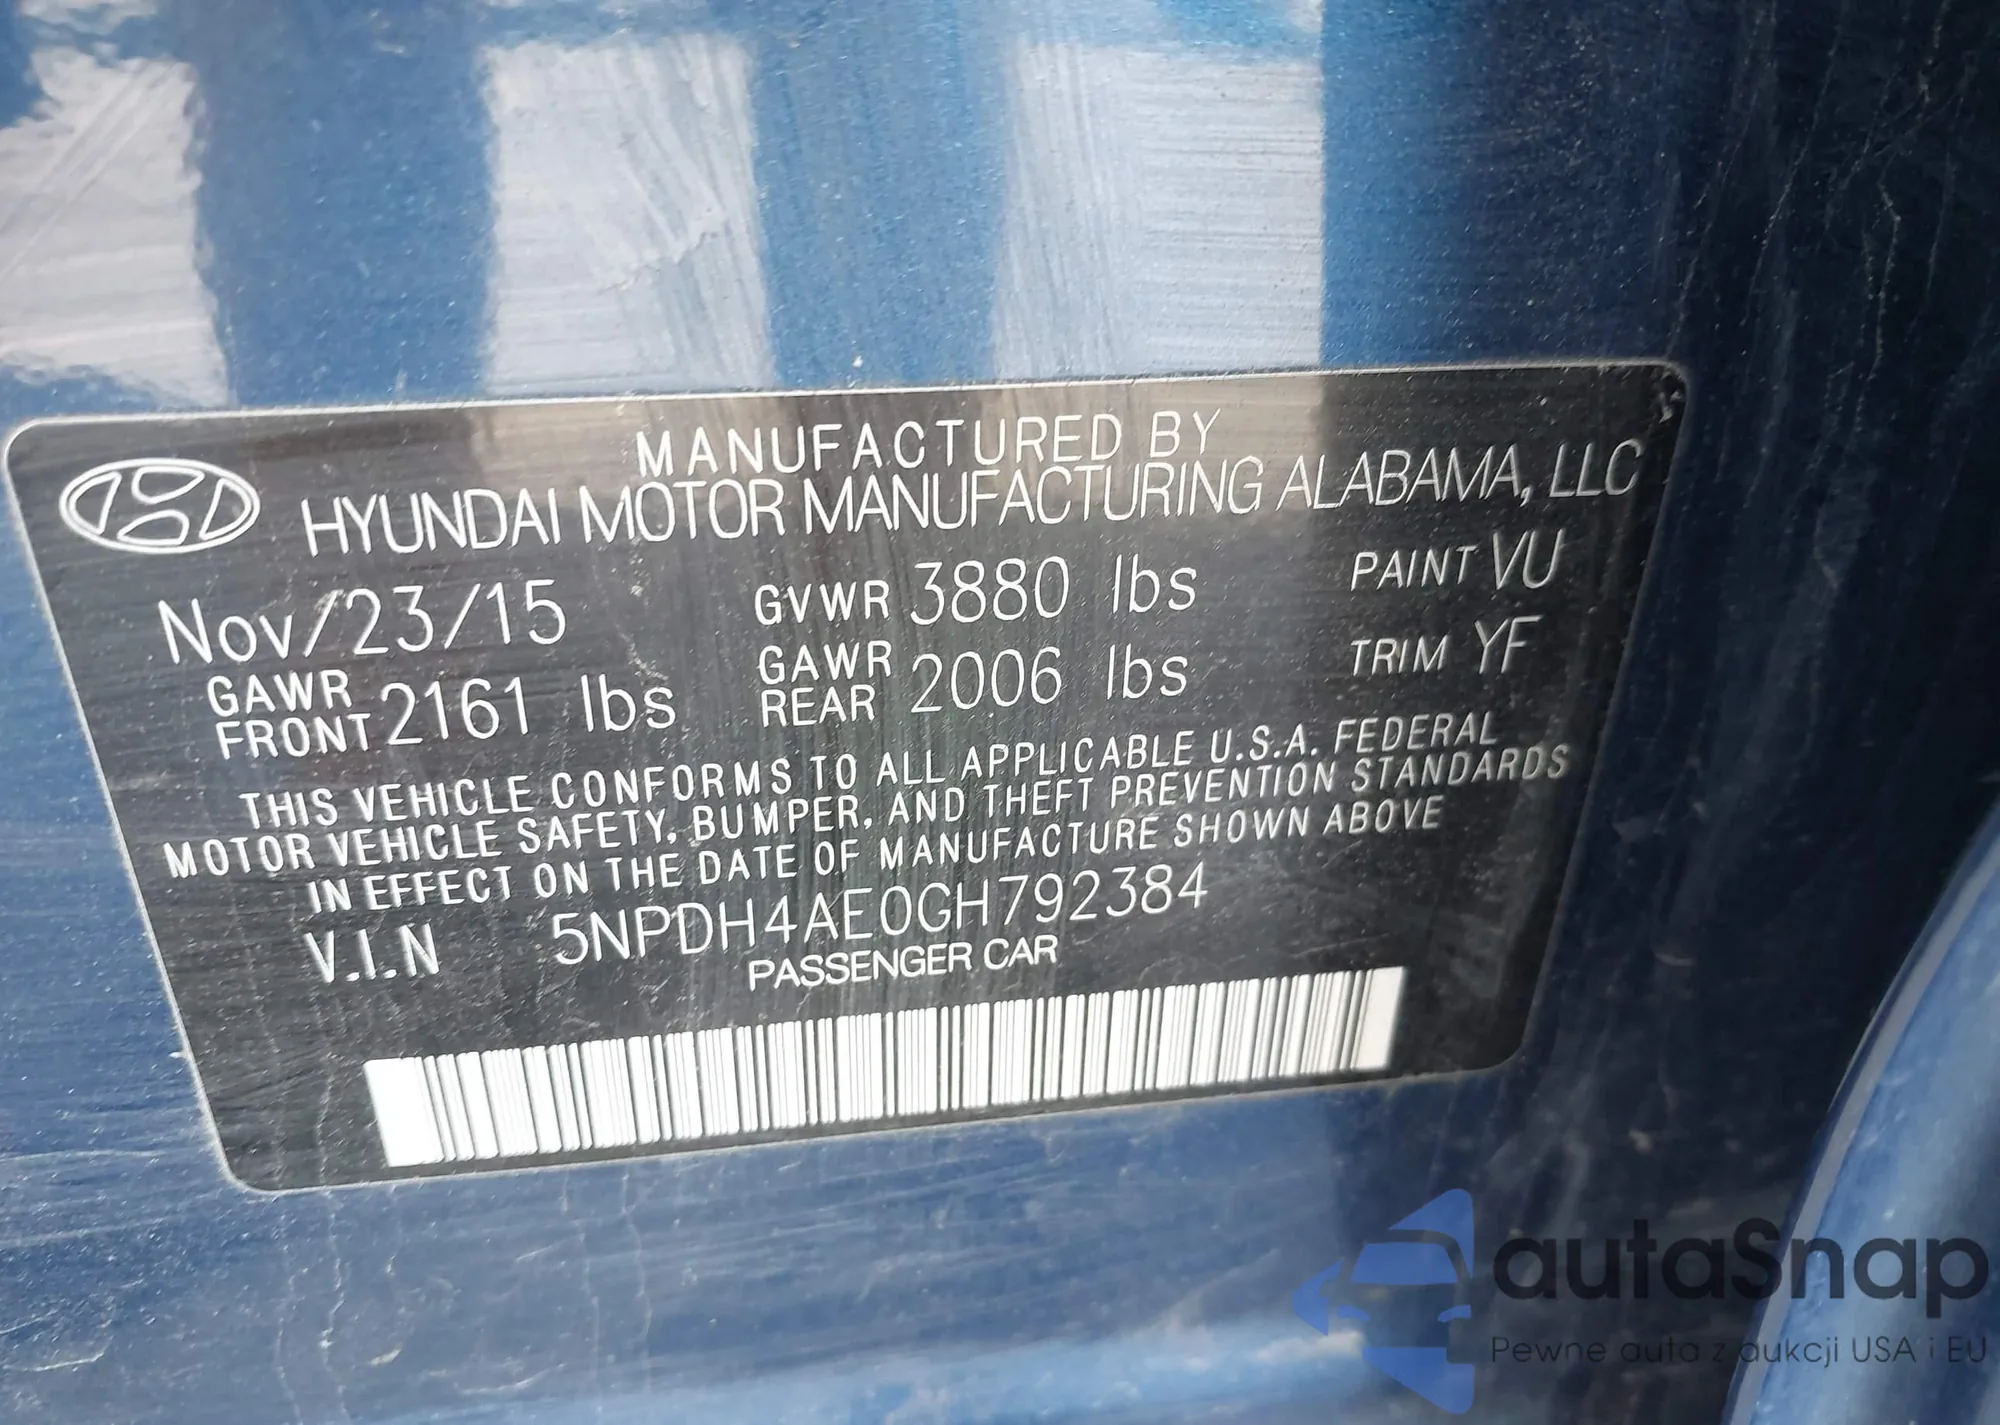 MANUFACTURED BY
HYUNDAI MOTOR MANUFACTURING ALABAMA, LLC
Nov/23/15 GVWR 3880 lbs PAINT VU
GAWR FRONT 2161 lbs GAWR REAR 2006 lbs TRIM YF
THIS VEHICLE CONFORMS TO ALL APPLICABLE U.S.A. FEDERAL
MOTOR VEHICLE SAFETY, BUMPER, AND THEFT PREVENTION STANDARDS
IN EFFECT ON THE DATE OF MANUFACTURE SHOWN ABOVE
V.I.N 5NPDH4AE0GH792384
PASSENGER CAR
autaSnap
Pewne auta z aukcji USA i EU